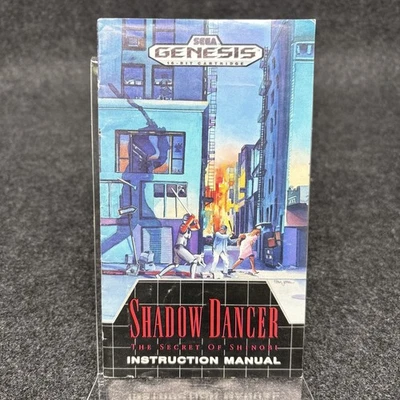 SEGA
GENESIS
16-BIT CARTRIDGE
SHADOW DANCER
THE SECRET OF SHINOBI
INSTRUCTION MANUAL